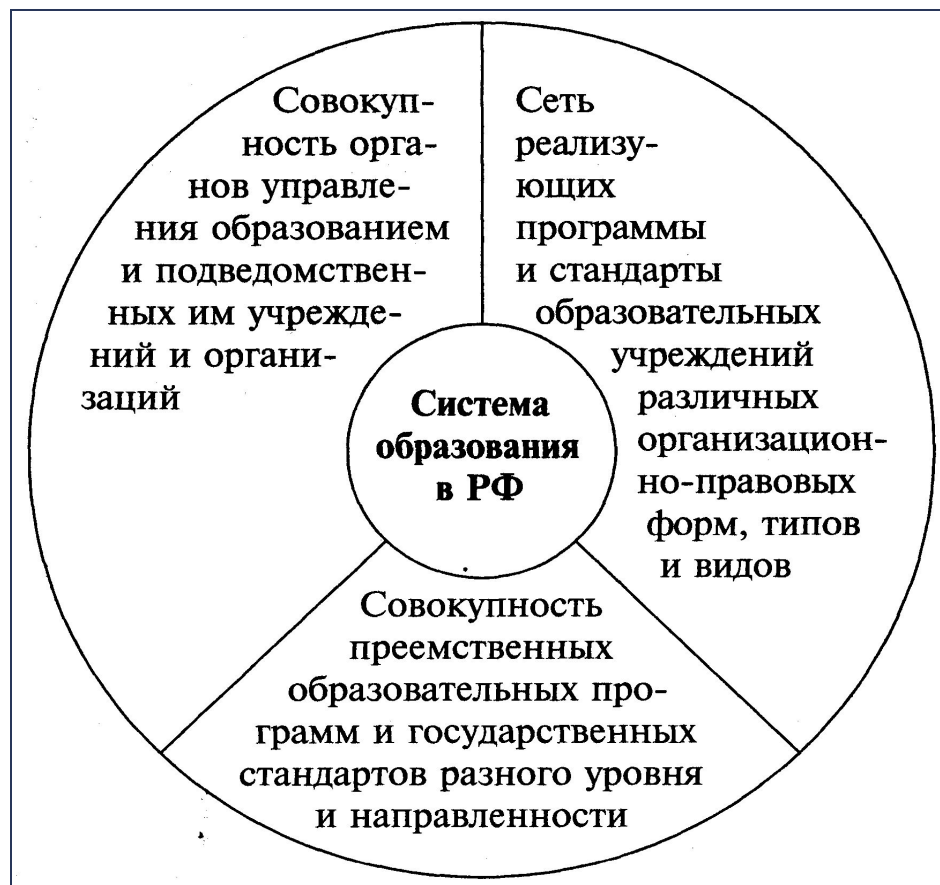 Совокуп-
ность орга-
нов управле-
ния образованием
и подведомствен-
ных им учрежде-
ний и органи-
заций
Сеть
реализу-
ющих
программы
и стандарты
образовательных
учреждений
различных
организацион-
но-правовых
форм, типов
и видов
Система
образования
в РФ
Совокупность
преемственных
образовательных про-
грамм и государственных
стандартов разного уровня
и направленности